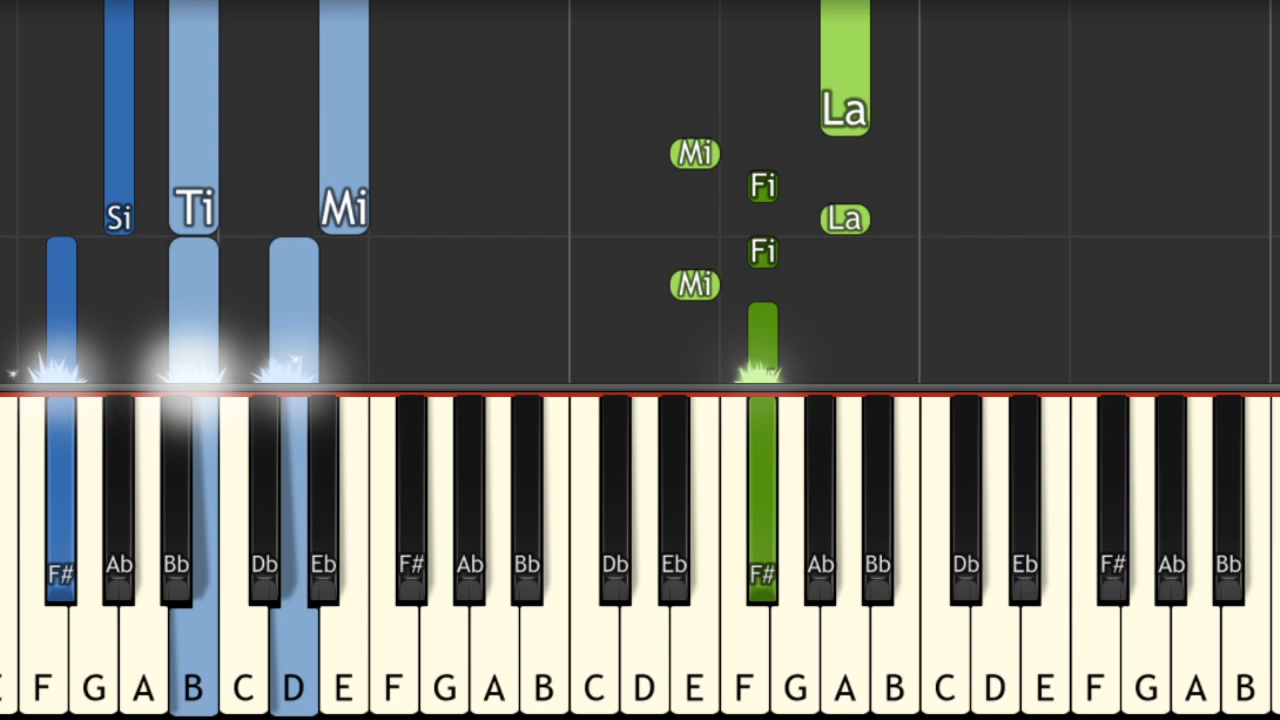 La
Mi
Fi
Si Ti Mi La
Fi
Mi
F# Ab Bb Db Eb F# Ab Bb Db Eb F# Ab Bb Db Eb F# Ab Bb
F G A B C D E F G A B C D E F G A B C D E F G A B